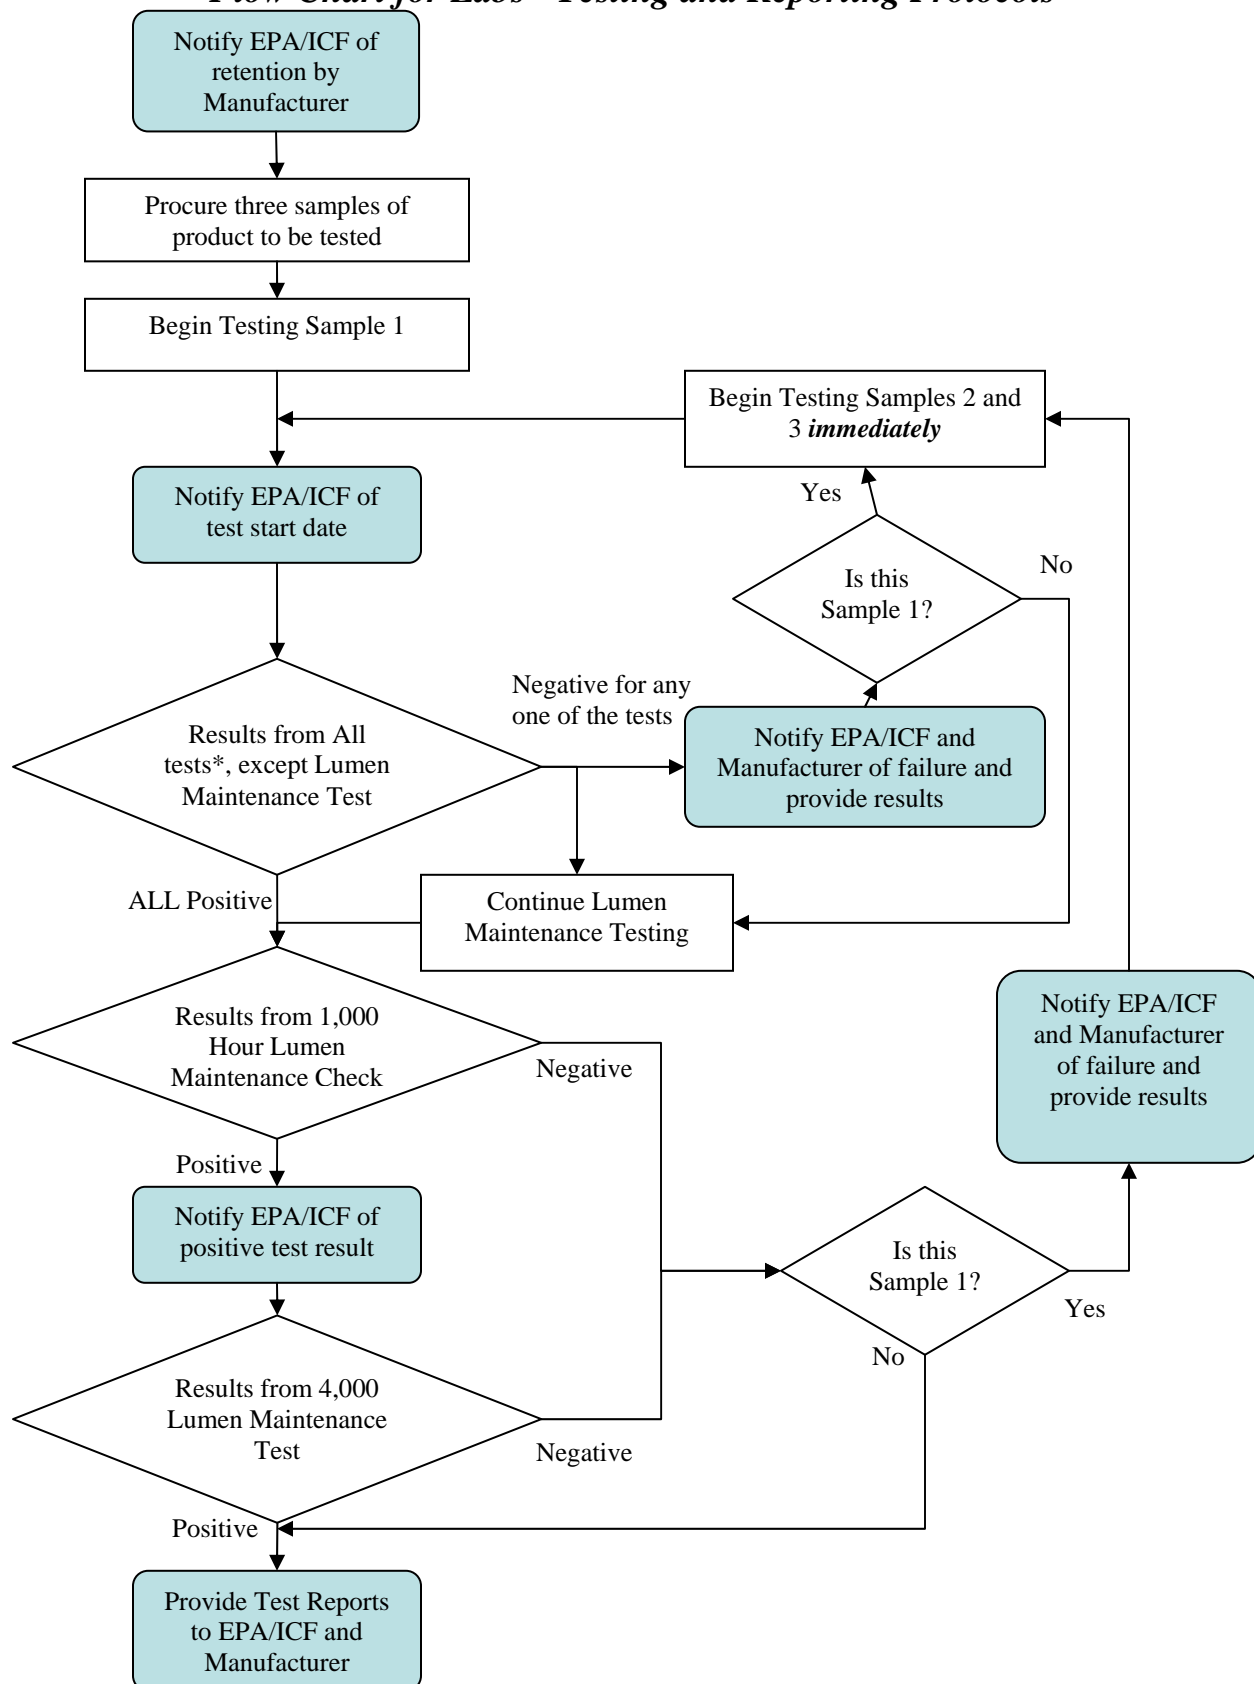 Flow Chart for Labs - Testing and Reporting Protocols
Notify EPA/ICF of
retention by
Manufacturer
Procure three samples of
product to be tested
Begin Testing Sample 1
Begin Testing Samples 2 and
3 immediately
Yes
Notify EPA/ICF of
test start date
Is this
Sample 1?
No
Negative for any
one of the tests
Results from All
tests*, except Lumen
Maintenance Test
Notify EPA/ICF and
Manufacturer of failure and
provide results
ALL Positive
Continue Lumen
Maintenance Testing
Results from 1,000
Hour Lumen
Maintenance Check
Negative
Notify EPA/ICF
and Manufacturer
of failure and
provide results
Positive
Notify EPA/ICF of
positive test result
Is this
Sample 1?
Yes
No
Results from 4,000
Lumen Maintenance
Test
Negative
Positive
Provide Test Reports
to EPA/ICF and
Manufacturer